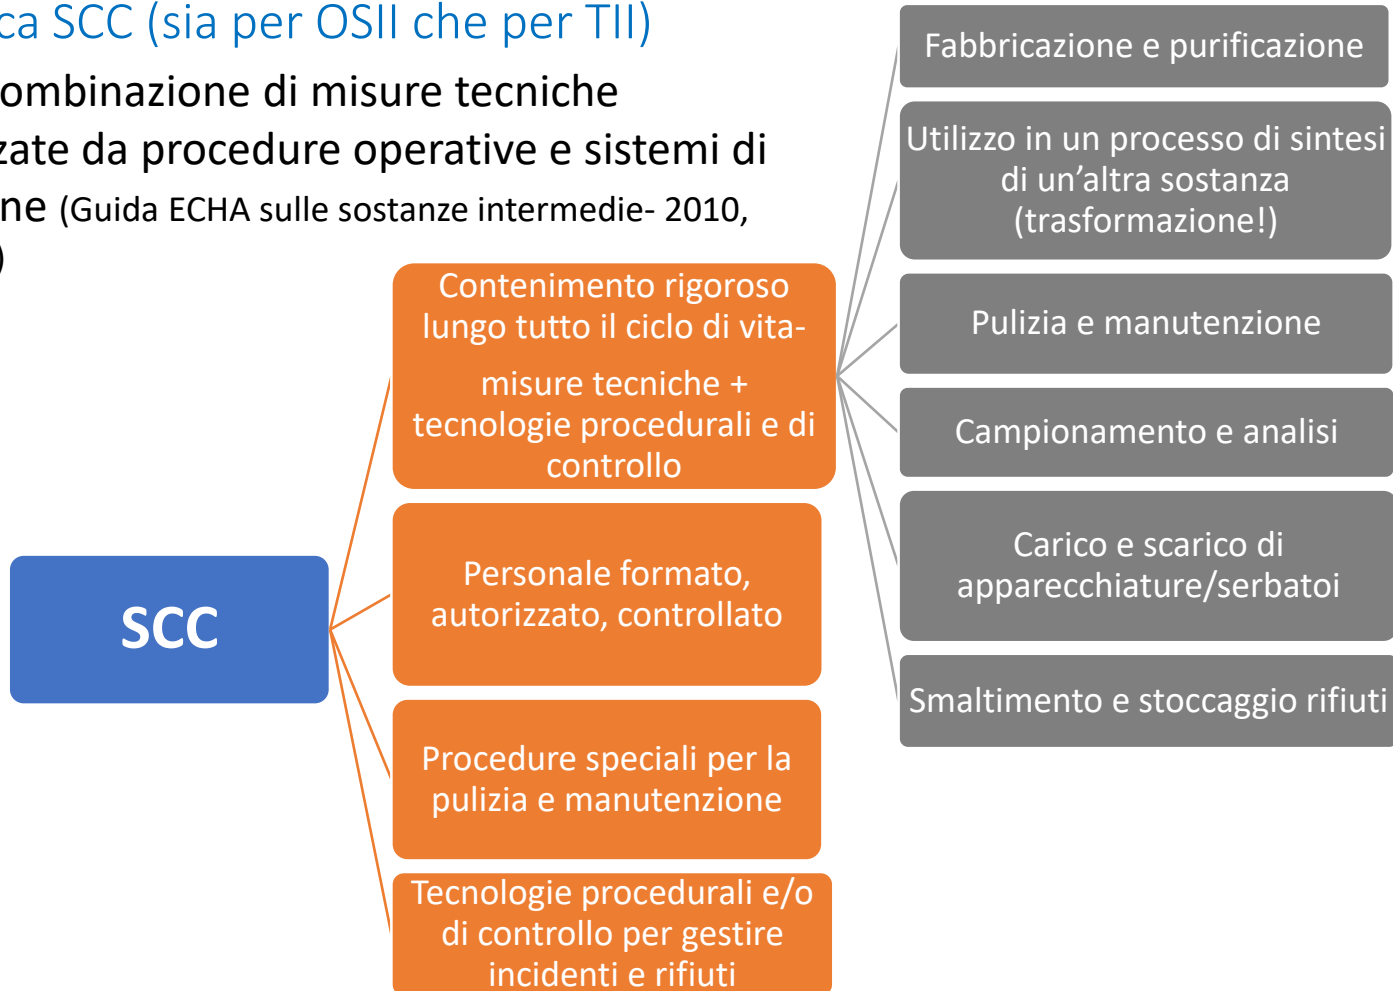 ca SCC (sia per OSII che per TII)
ombinazione di misure tecniche
zate da procedure operative e sistemi di
ne (Guida ECHA sulle sostanze intermedie- 2010,
)
SCC
Contenimento rigoroso
lungo tutto il ciclo di vita-
misure tecniche +
tecnologie procedurali e di
controllo
Personale formato,
autorizzato, controllato
Procedure speciali per la
pulizia e manutenzione
Tecnologie procedurali e/o
di controllo per gestire
incidenti e rifiuti
Fabbricazione e purificazione
Utilizzo in un processo di sintesi
di un’altra sostanza
(trasformazione!)
Pulizia e manutenzione
Campionamento e analisi
Carico e scarico di
apparecchiature/serbatoi
Smaltimento e stoccaggio rifiuti